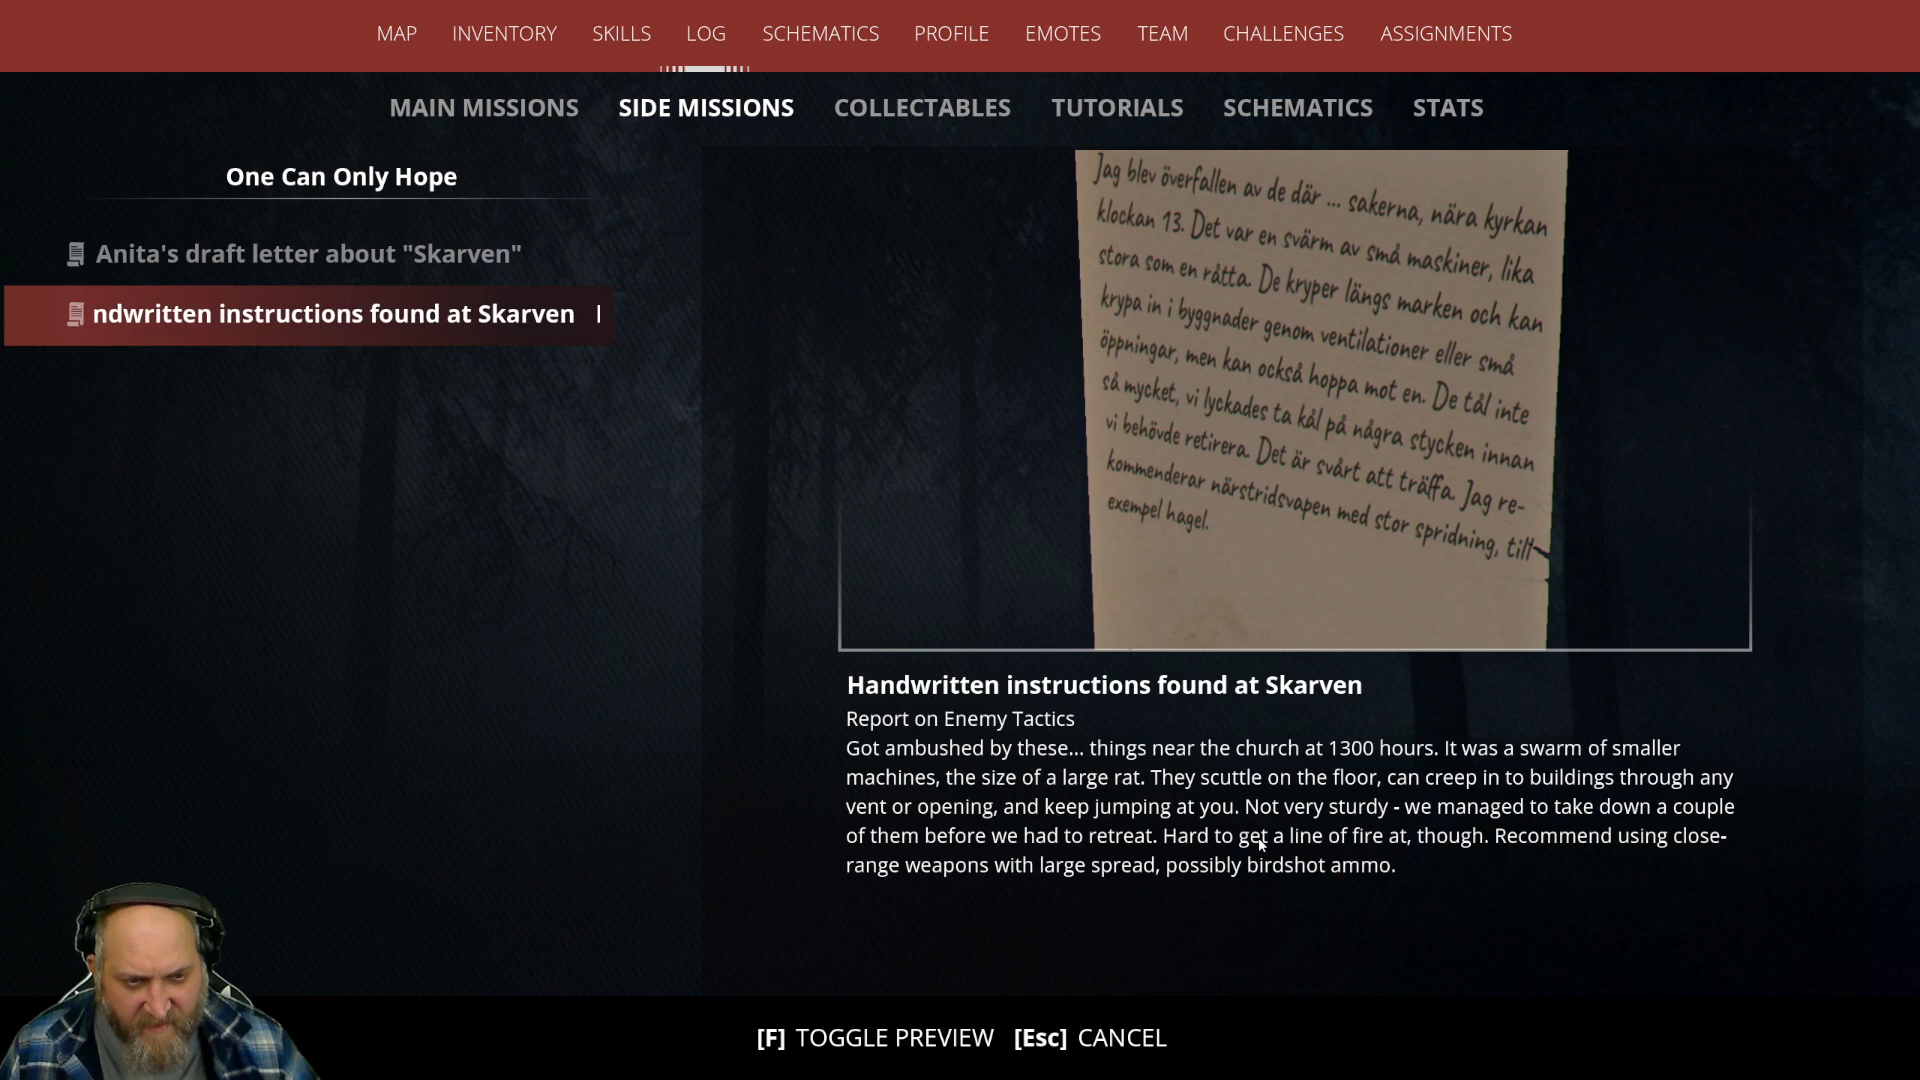 MAP INVENTORY SKILLS LOG SCHEMATICS PROFILE EMOTES TEAM CHALLENGES ASSIGNMENTS
MAIN MISSIONS SIDE MISSIONS COLLECTABLES TUTORIALS SCHEMATICS STATS
One Can Only Hope
Anita's draft letter about "Skarven"
ndwritten instructions found at Skarven
Jag blev överfallen av de där ... sakerna, nära kyrkan
klockan 13. Det var en svärm av små maskiner, lika
stora som en råtta. De kryper längs marken och kan
krypa in i byggnader genom ventilationer eller små
öppningar, men kan också hoppa mot en. De tål inte
så mycket, vi lyckades ta kål på några stycken innan
vi behövde retirera. Det är svårt att träffa. Jag re-
kommenderar närstridsvapen med stor spridning, till
exempel hagel.
Handwritten instructions found at Skarven
Report on Enemy Tactics
Got ambushed by these... things near the church at 1300 hours. It was a swarm of smaller
machines, the size of a large rat. They scuttle on the floor, can creep in to buildings through any
vent or opening, and keep jumping at you. Not very sturdy - we managed to take down a couple
of them before we had to retreat. Hard to get a line of fire at, though. Recommend using close-
range weapons with large spread, possibly birdshot ammo.
[F] TOGGLE PREVIEW [Esc] CANCEL